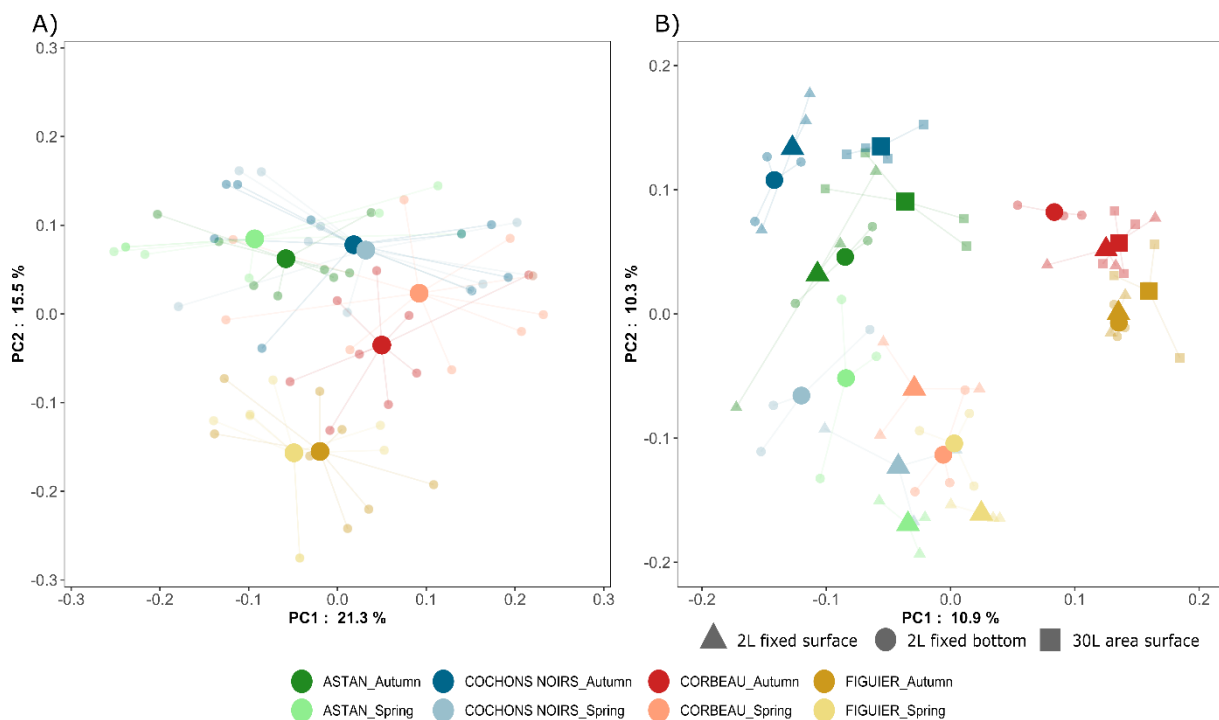 A)
B)
0.3
0.2
0.1
0.0
-0.1
-0.2
-0.3
PC2 : 15.5 %
-0.3
-0.2
-0.1
0.0
0.1
0.2
0.3
PC1 : 21.3 %
0.2
0.1
0.0
-0.1
-0.2
PC2 : 10.3 %
-0.2
-0.1
0.0
0.1
0.2
PC1 : 10.9 %
2L fixed surface 2L fixed bottom 30L area surface
ASTAN_Autumn COCHONS NOIRS_Autumn CORBEAU_Autumn FIGUIER_Autumn
ASTAN_Spring COCHONS NOIRS_Spring CORBEAU_Spring FIGUIER_Spring